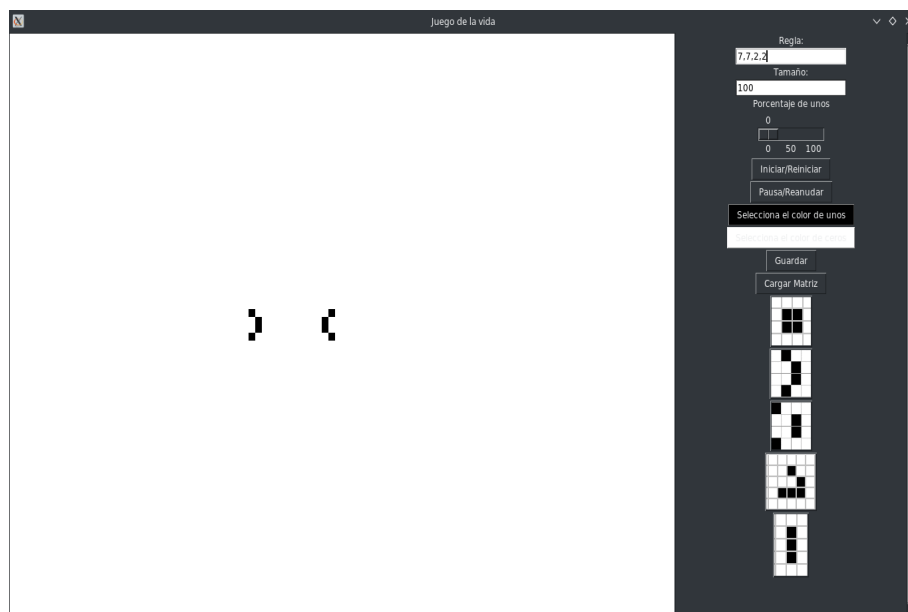 Juego de la vida
Regla:
7,7,2,2
Tamaño:
100
Porcentaje de unos
0
0 50 100
Iniciar/Reiniciar
Pausa/Reanudar
Selecciona el color de unos
Guardar
Cargar Matriz